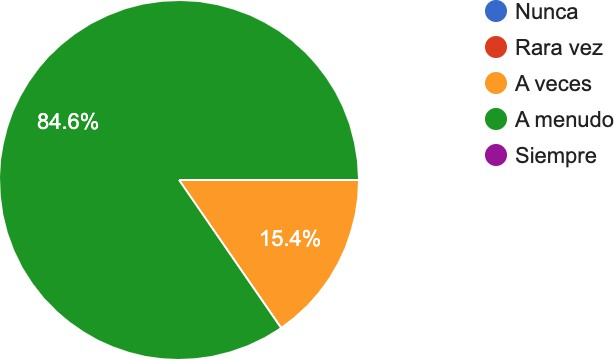 84.6%
15.4%
Nunca
Rara vez
A veces
A menudo
Siempre